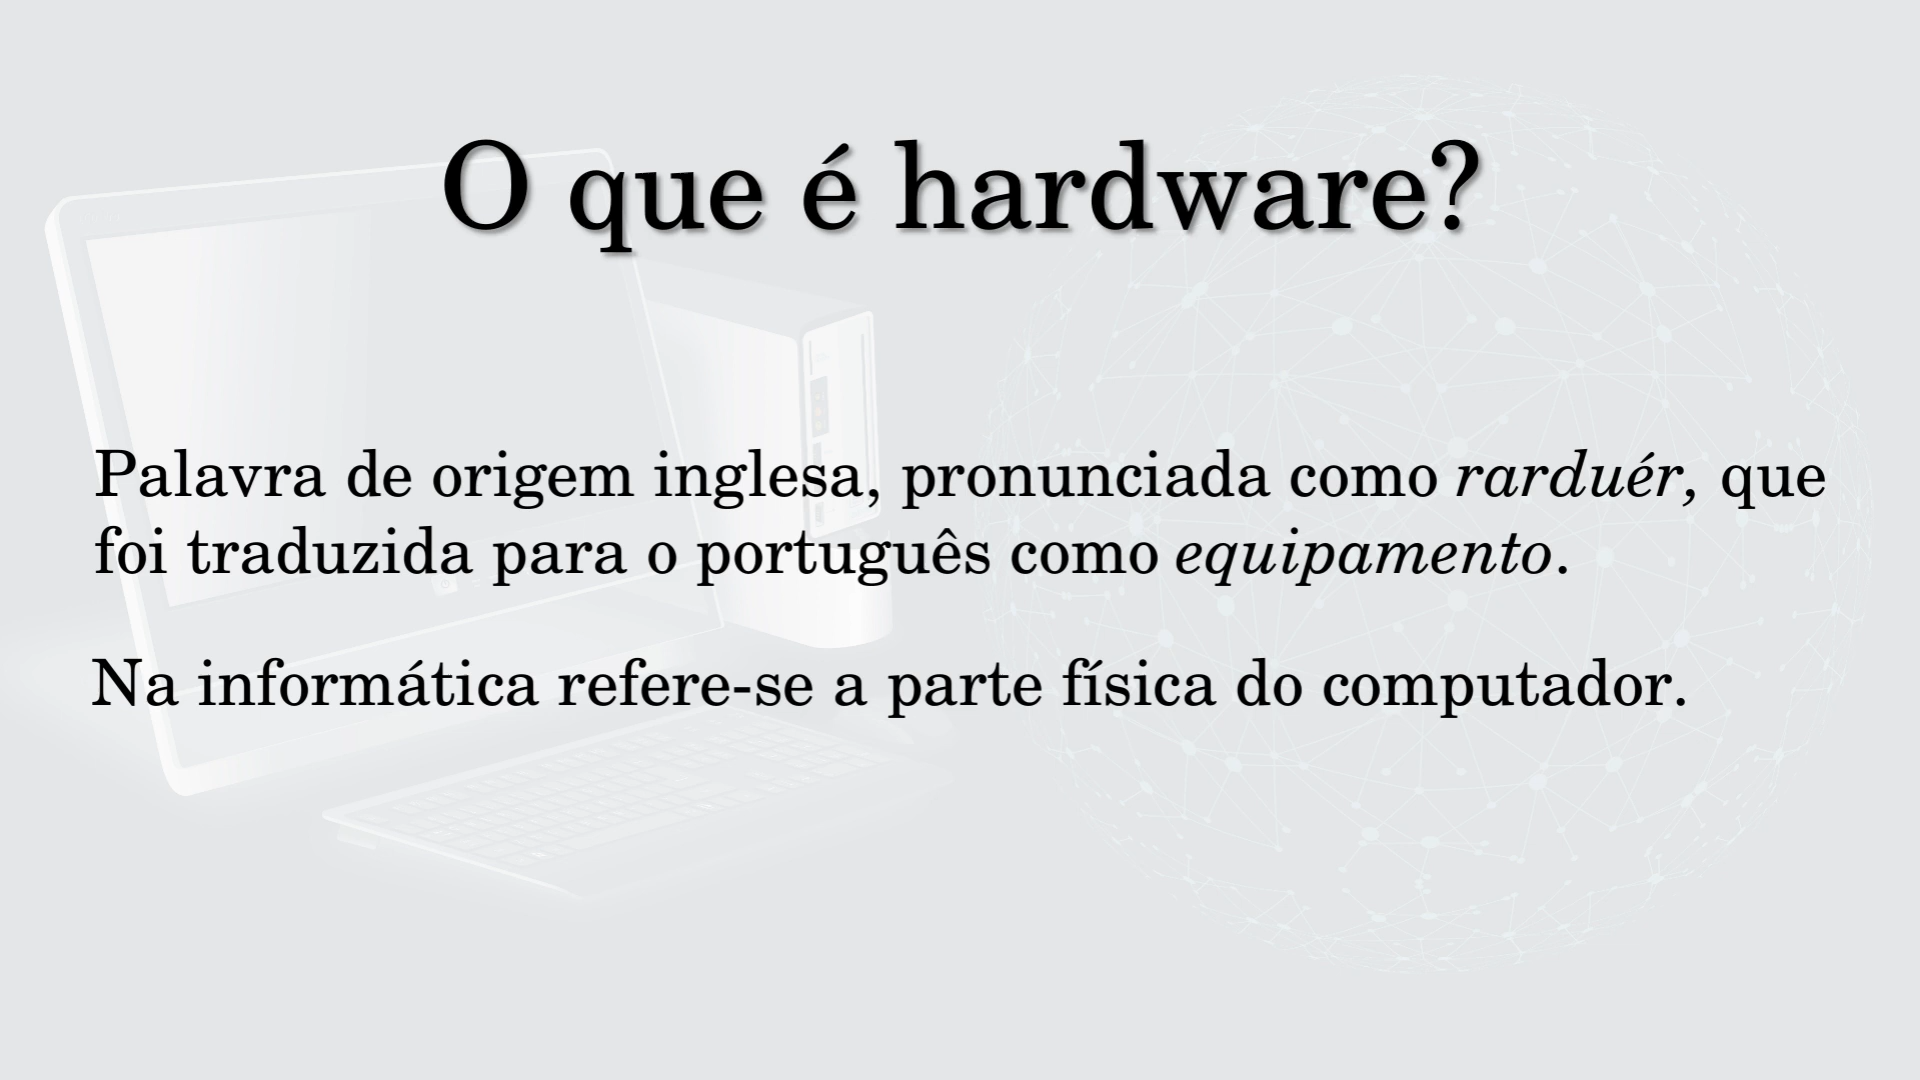 O que é hardware?
Palavra de origem inglesa, pronunciada como rarduér, que
foi traduzida para o português como equipamento.
Na informática refere-se a parte física do computador.